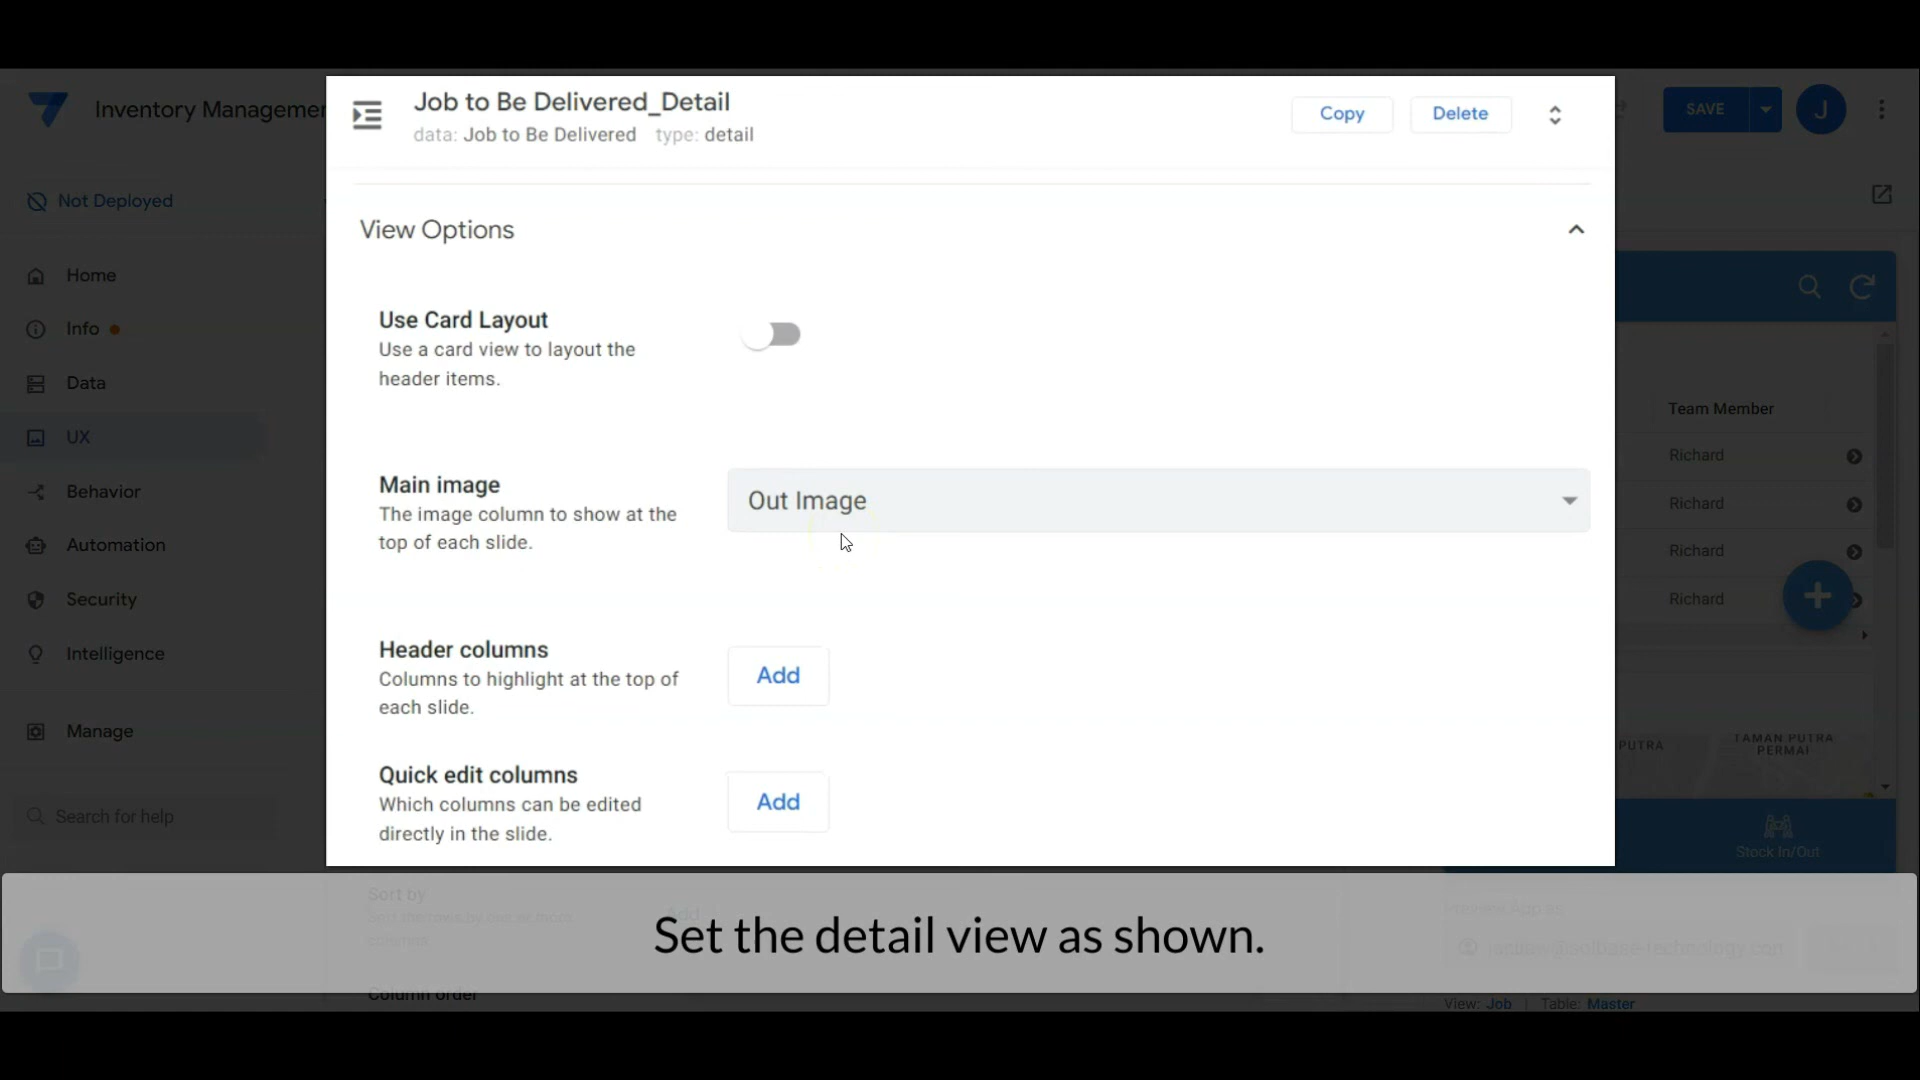 Inventory Managemen
Job to Be Delivered_Detail
data: Job to Be Delivered type: detail
Copy
Delete
SAVE
J
Not Deployed
View Options
Home
Info
Data
UX
Behavior
Automation
Security
Intelligence
Manage
Search for help
Use Card Layout
Use a card view to layout the
header items.
Main image
The image column to show at the
top of each slide.
Out Image
Header columns
Columns to highlight at the top of
each slide.
Add
Quick edit columns
Which columns can be edited
directly in the slide.
Add
Team Member
Richard
Richard
Richard
Richard
PUTRA
TAMAN PUTRA
PERMAI
Stock In/Out
Sort by
Add
Set the detail view as shown.
Column order
View: Job | Table: Master